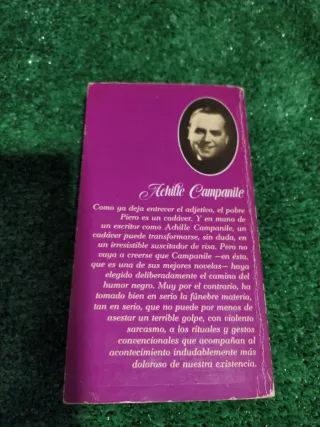 Achille Campanile
Como ya deja entrever el adjetivo, el pobre
Piero es un cadáver. Y en mano de
un escritor como Achille Campanile, un
cadáver puede transformarse, sin duda, en
un irresistible suscitador de risa. Pero no
vaya a creerse que Campanile —en ésta,
que es una de sus mejores novelas— haya
elegido deliberadamente el camino del
humor negro. Muy por el contrario, ha
tomado bien en serio la fúnebre materia,
tan en serio, que no puede por menos de
asestar un terrible golpe, con violento
sarcasmo, a los rituales y gestos
convencionales que acompañan al
acontecimiento indudablemente más
doloroso de nuestra existencia.